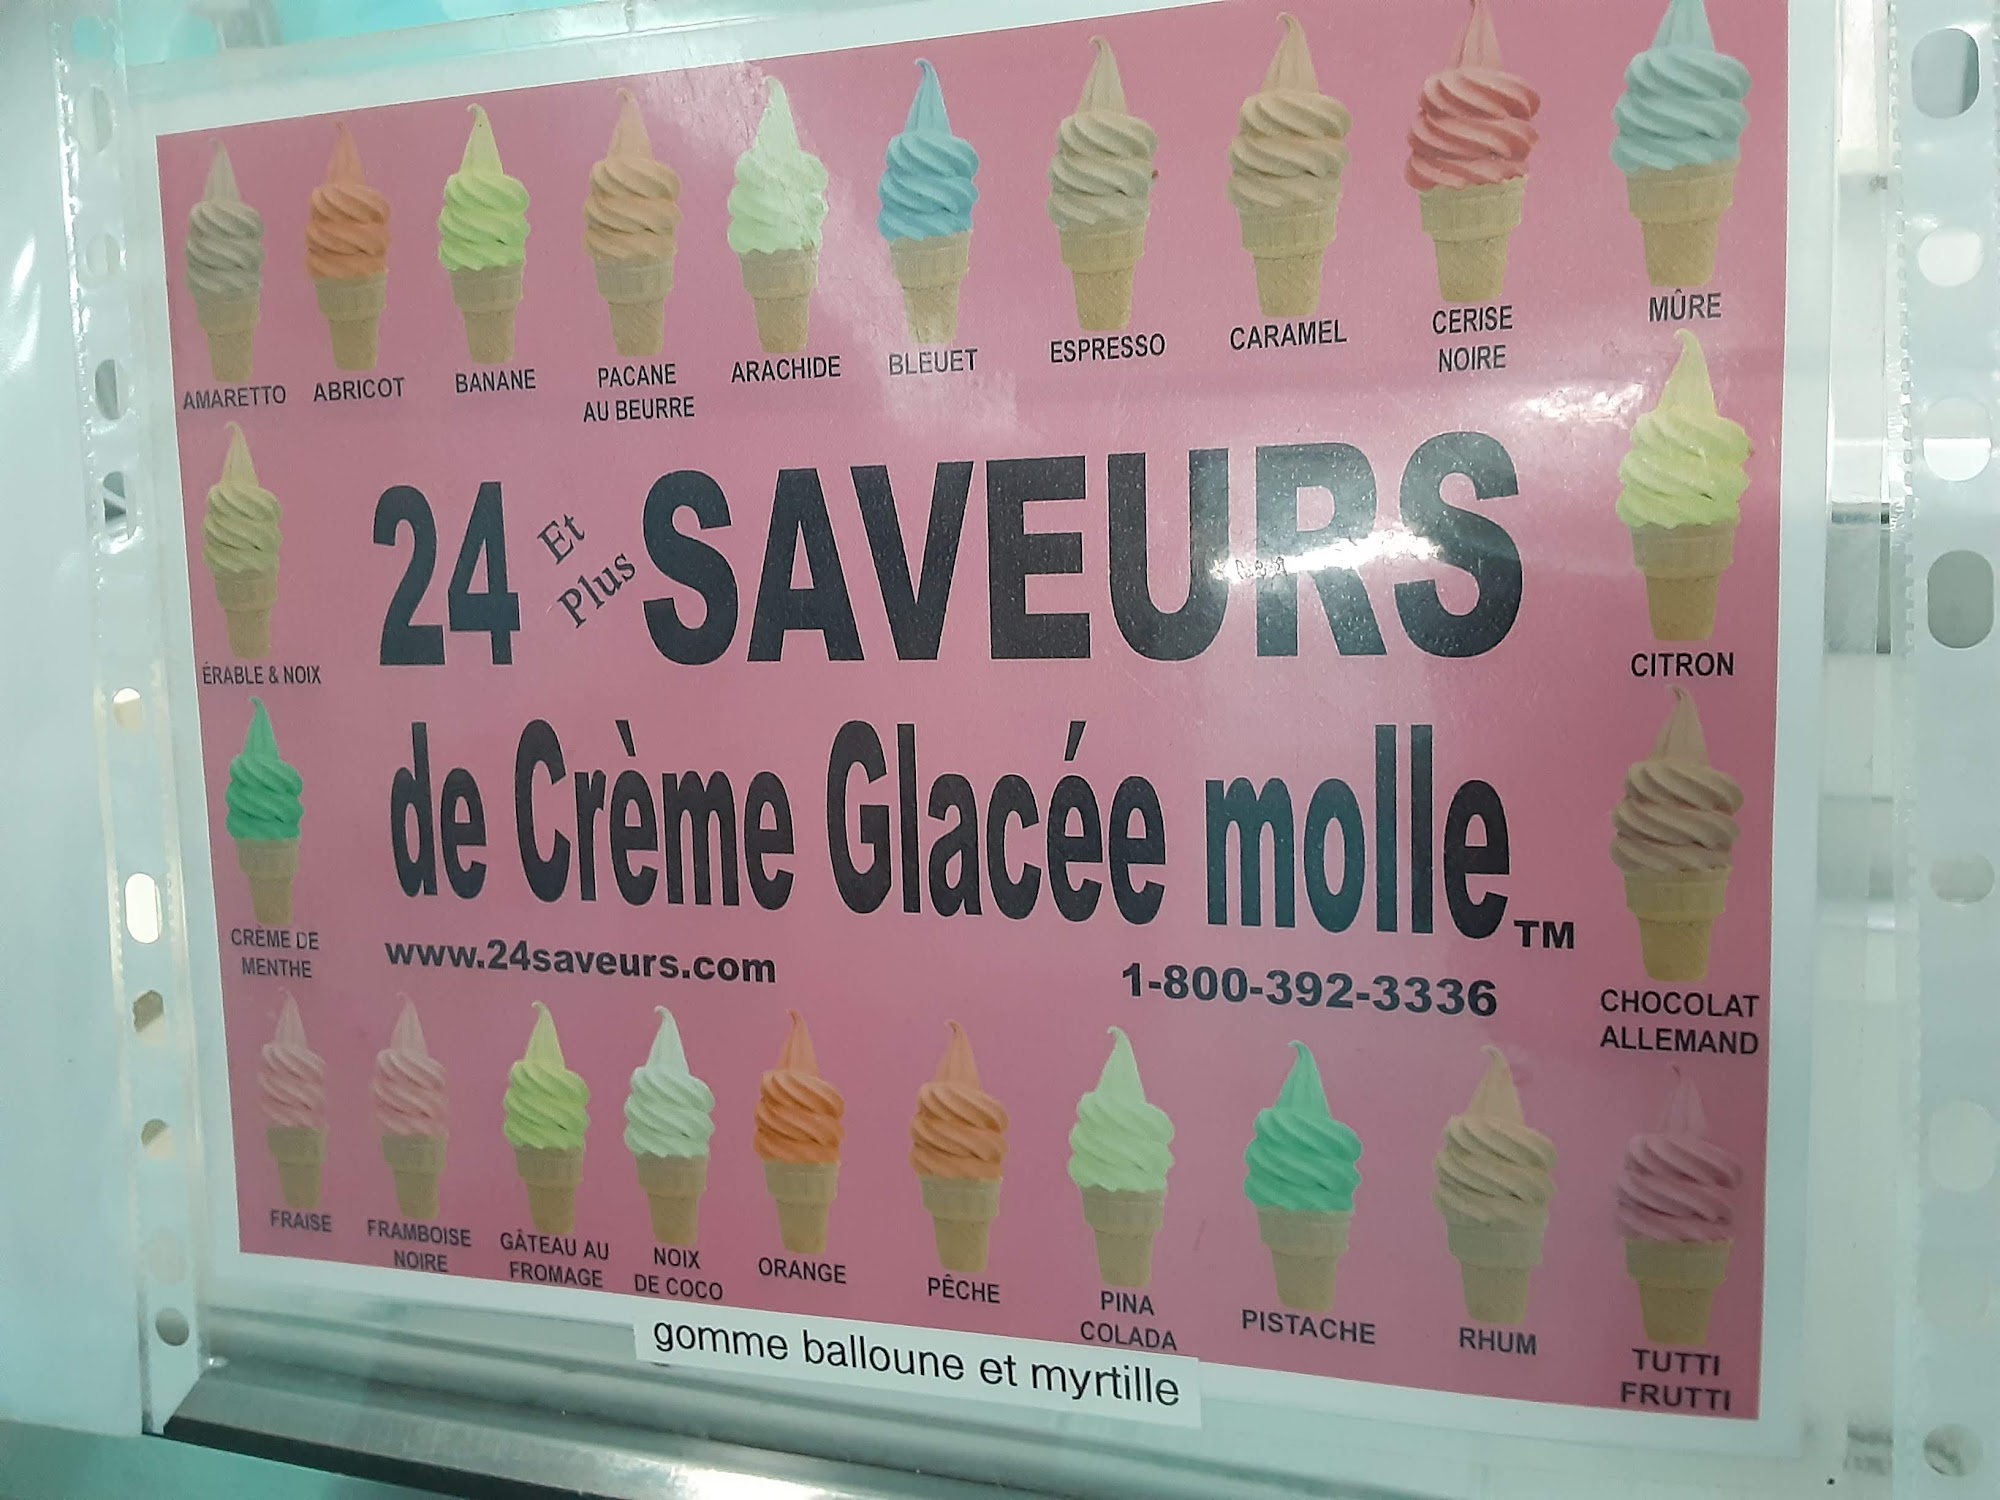 AMARETTO
ABRICOT
BANANE
PACANE
AU BEURRE
ARACHIDE
BLEUET
ESPRESSO
CARAMEL
CERISE
NOIRE
MÛRE
24 Et Plus SAVEURS
de Crème Glacée molle TM
www.24saveurs.com
1-800-392-3336
ÉRABLE & NOIX
CRÈME DE
MENTHE
CITRON
CHOCOLAT
ALLEMAND
FRAISE
FRAMBOISE
NOIRE
GÂTEAU AU
FROMAGE
NOIX
DE COCO
ORANGE
PÊCHE
PINA
COLADA
PISTACHE
RHUM
TUTTI
FRUTTI
gomme balloune et myrtille